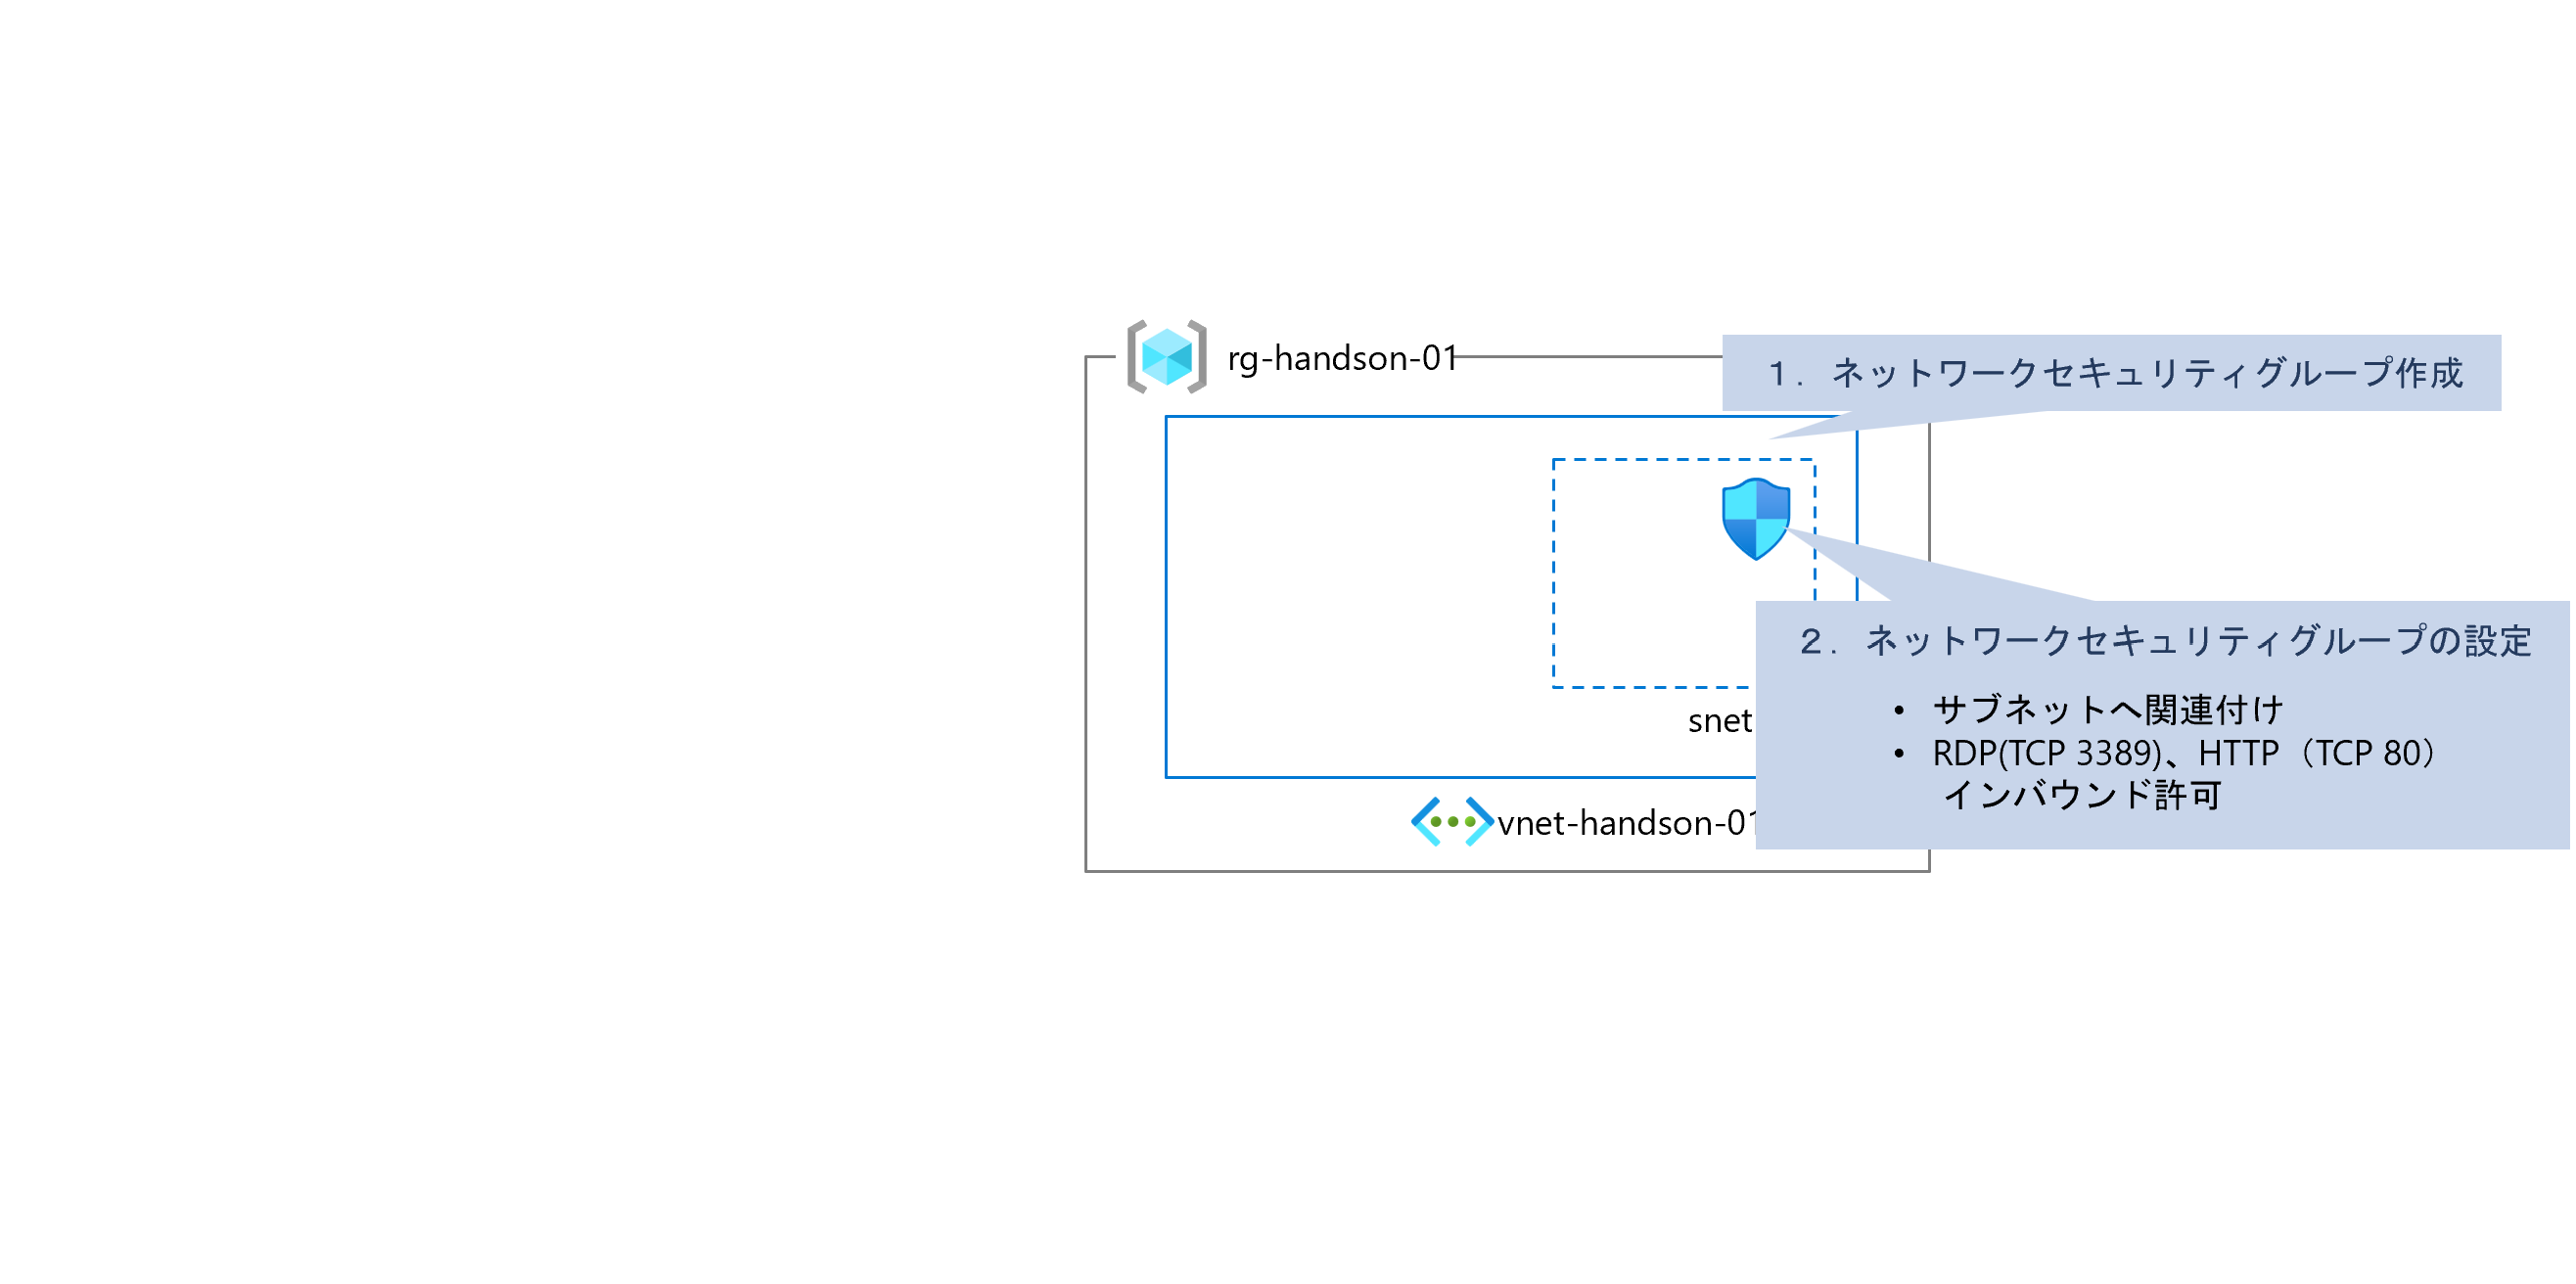 rg-handson-01
１．ネットワークセキュリティグループ作成
２．ネットワークセキュリティグループの設定
• サブネットへ関連付け
• RDP(TCP 3389)、HTTP（TCP 80）
インバウンド許可
snet
vnet-handson-01